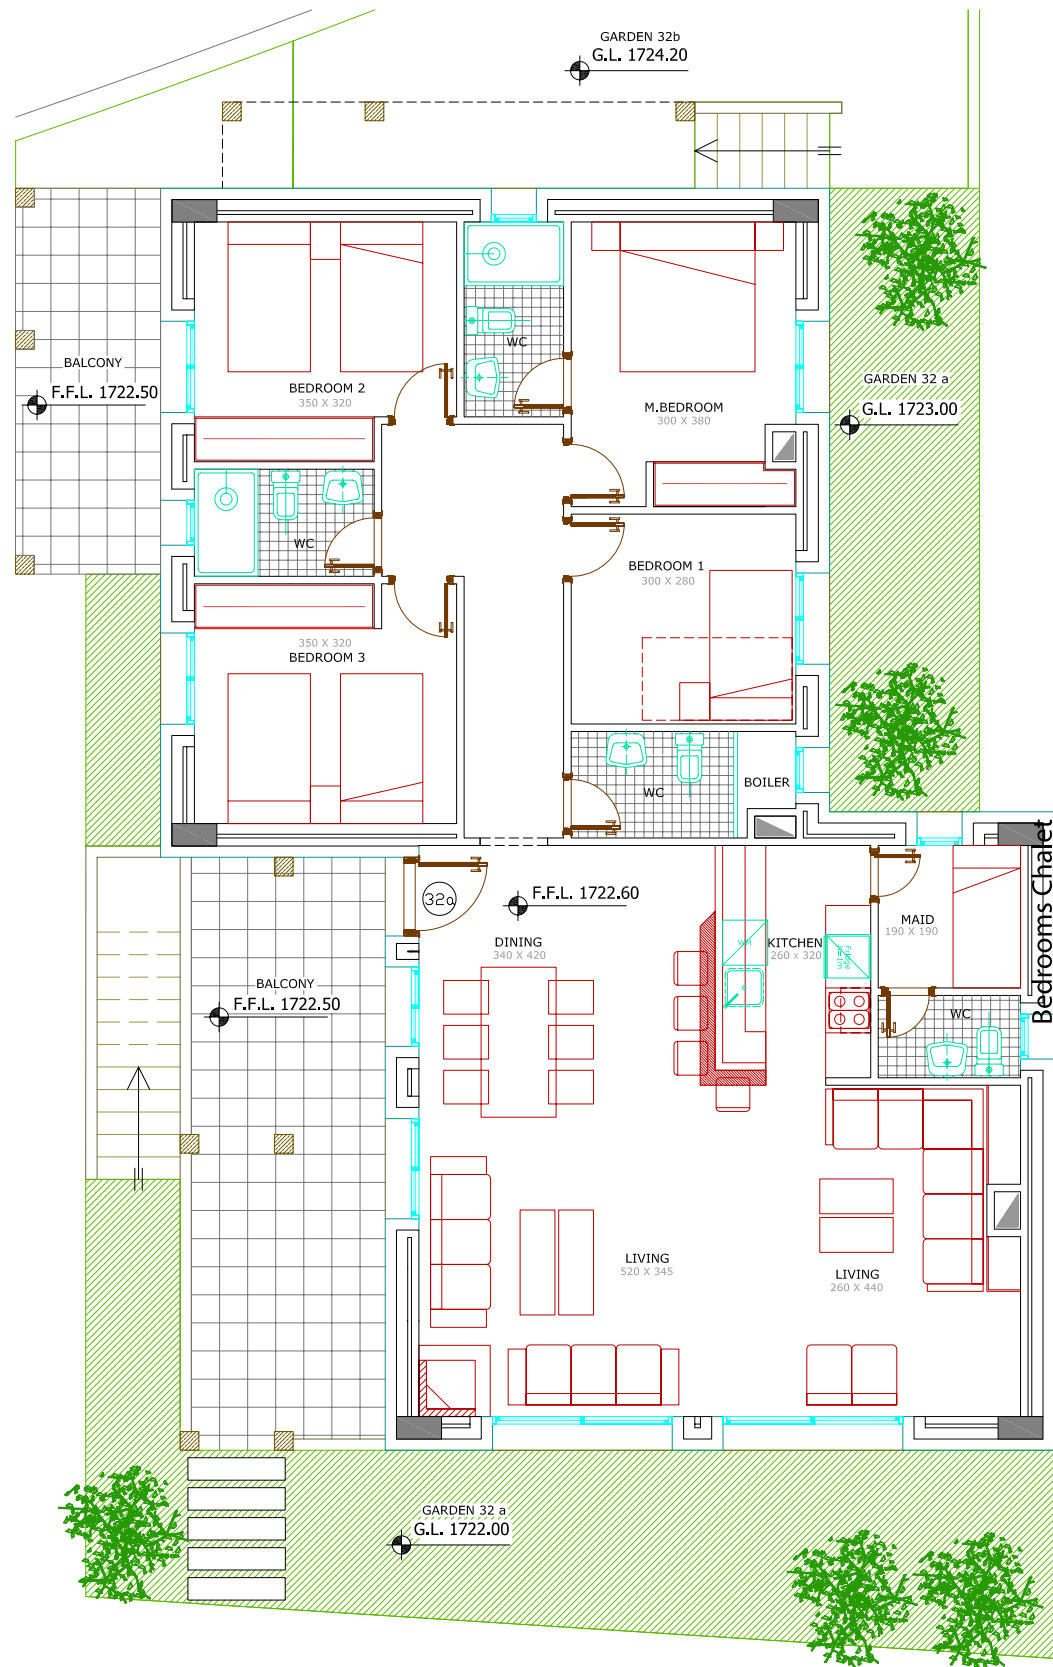 GARDEN 32b
G.L. 1724.20
BALCONY
F.F.L. 1722.50
BEDROOM 2
350 X 320
WC
M.BEDROOM
300 X 380
GARDEN 32 a
G.L. 1723.00
WC
BEDROOM 1
300 X 280
350 X 320
BEDROOM 3
WC
BOILER
Bedrooms Chalet
32a
F.F.L. 1722.60
DINING
340 X 420
WM
KITCHEN
260 x 320
Fridge
MAID
190 X 190
WC
BALCONY
F.F.L. 1722.50
LIVING
520 X 345
LIVING
260 X 440
GARDEN 32 a
G.L. 1722.00